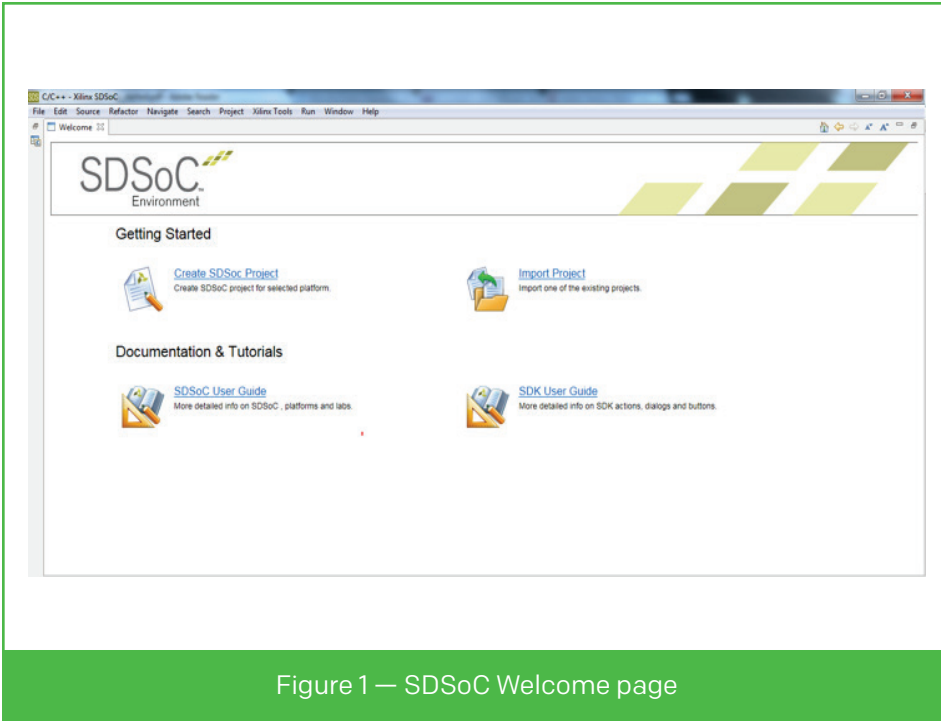 C/C++ - Xilinx SDSoC
File Edit Source Refactor Navigate Search Project Xilinx Tools Run Window Help
Welcome
SDSoC™
Environment
Getting Started
Create SDSoc Project
Create SDSoC project for selected platform.
Import Project
Import one of the existing projects.
Documentation & Tutorials
SDSoC User Guide
More detailed info on SDSoC , platforms and labs.
SDK User Guide
More detailed info on SDK actions, dialogs and buttons.
Figure 1 — SDSoC Welcome page